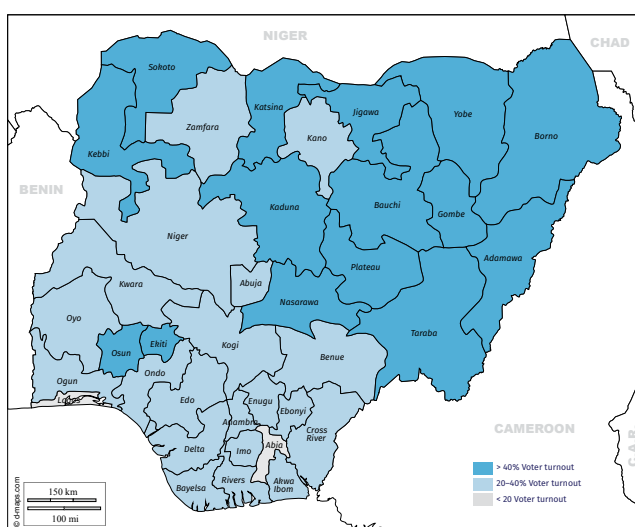 NIGER
CHAD
Sokoto
Katsina
Jigawa
Yobe
Borno
Zamfara
Kano
Kebbi
BENIN
Kaduna
Bauchi
Gombe
Niger
Adamawa
Plateau
Kwara
Abuja
Nasarawa
Oyo
Taraba
Osun
Ekiti
Kogi
Benue
Ondo
Ogun
Lagos
Edo
Enugu
Ebonyi
Anambra
Cross
River
CAMEROON
Delta
Imo
Abia
C.A.R
Bayelsa
Rivers
Akwa
Ibom
> 40% Voter turnout
20–40% Voter turnout
< 20 Voter turnout
150 km
100 mi
© d-maps.com